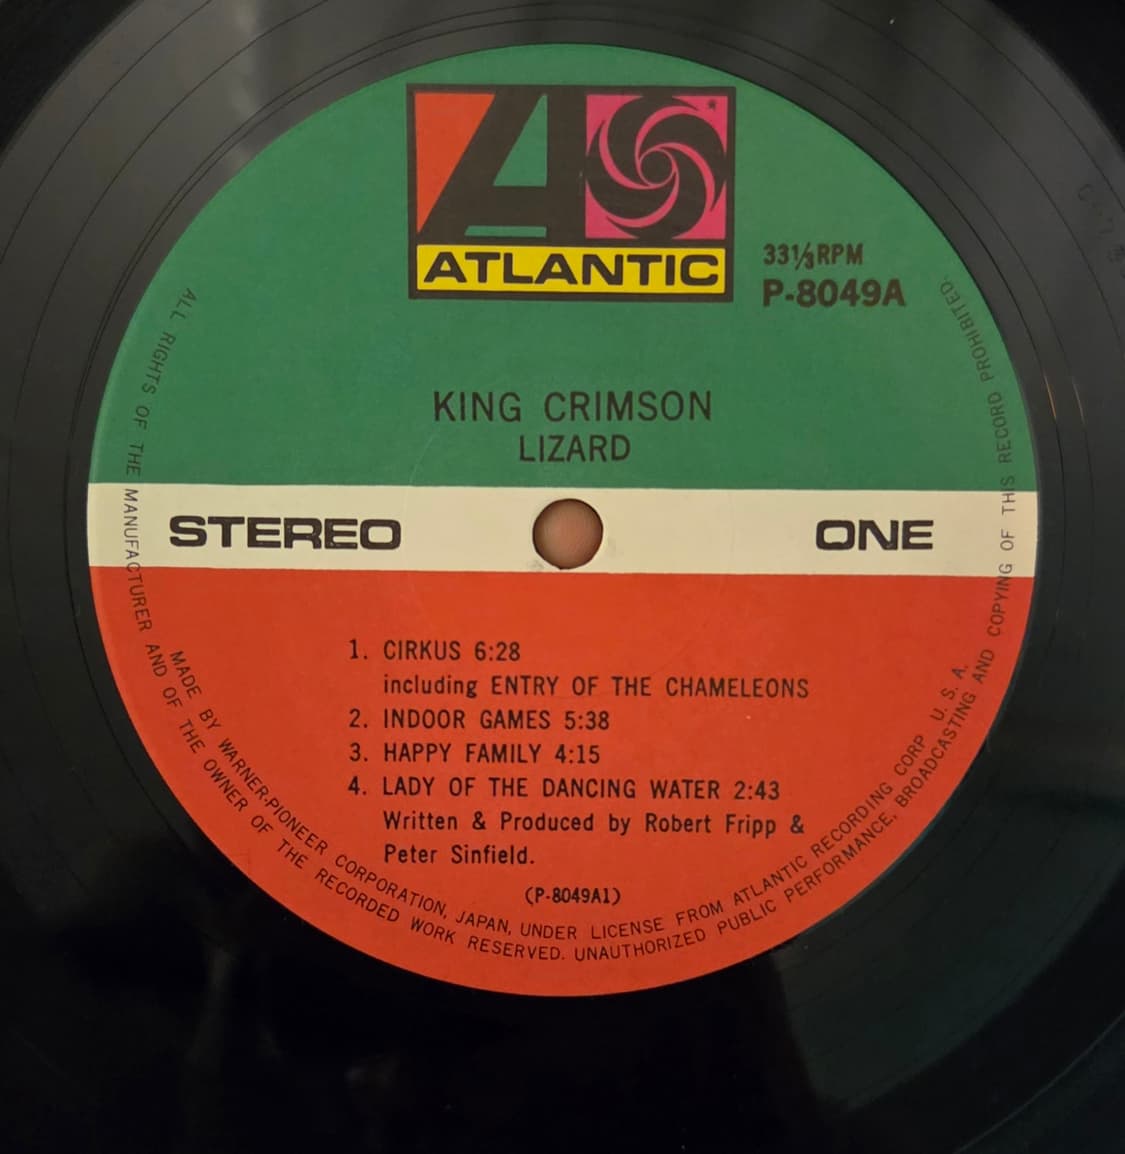 ATLANTIC
33⅓RPM
P-8049A
KING CRIMSON
LIZARD
STEREO
ONE
1. CIRKUS 6:28
including ENTRY OF THE CHAMELEONS
2. INDOOR GAMES 5:38
3. HAPPY FAMILY 4:15
4. LADY OF THE DANCING WATER 2:43
Written & Produced by Robert Fripp &
Peter Sinfield.
(P-8049A1)
MADE BY WARNER-PIONEER CORPORATION, JAPAN, UNDER LICENSE FROM ATLANTIC RECORDING CORP U. S. A.
ALL RIGHTS OF THE MANUFACTURER AND OF THE OWNER OF THE RECORDED WORK RESERVED. UNAUTHORIZED PUBLIC PERFORMANCE, BROADCASTING AND COPYING OF THIS RECORD PROHIBITED.